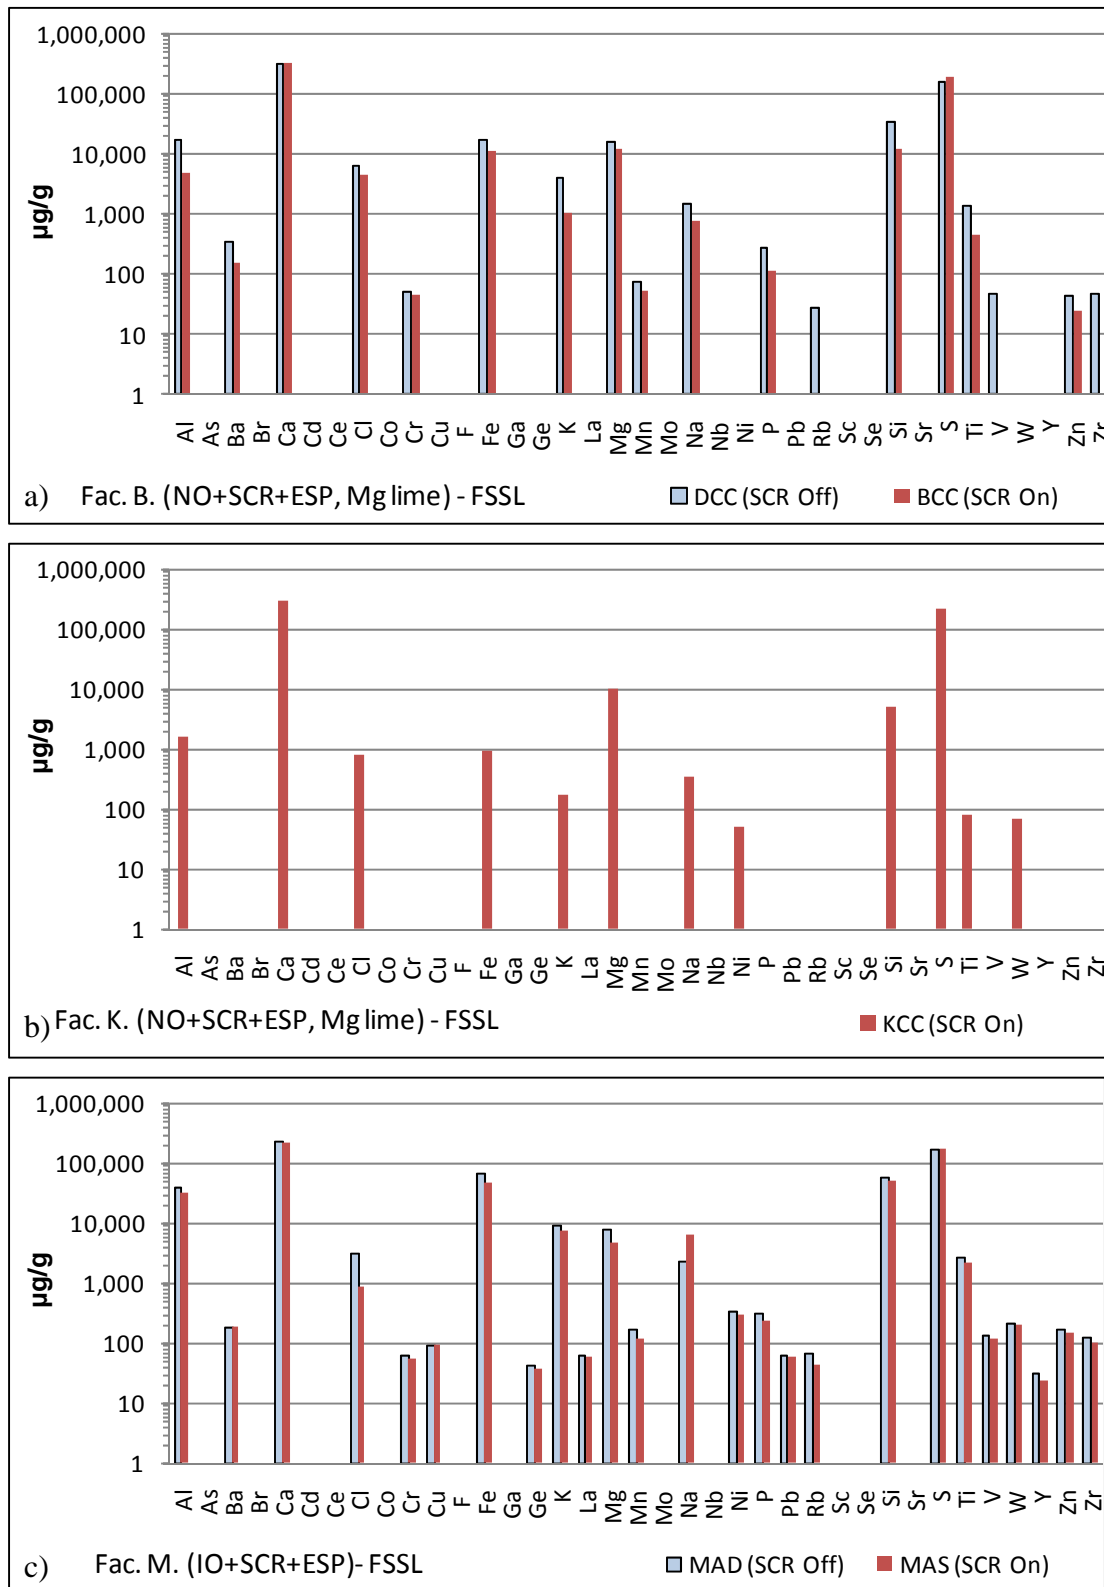 1,000,000
100,000
10,000
1,000
100
10
1
µg/g
Al As Ba Br Ca Cd Ce Cl Co Cr Cu F Fe Ga Ge K La Mg Mn Mo Na Nb Ni P Pb Rb Sc Se Si Sr S Ti V W Y Zn Zr
a) Fac. B. (NO+SCR+ESP, Mg lime) - FSSL DCC (SCR Off) BCC (SCR On)
1,000,000
100,000
10,000
1,000
100
10
1
µg/g
Al As Ba Br Ca Cd Ce Cl Co Cr Cu F Fe Ga Ge K La Mg Mn Mo Na Nb Ni P Pb Rb Sc Se Si Sr S Ti V W Y Zn Zr
b) Fac. K. (NO+SCR+ESP, Mg lime) - FSSL KCC (SCR On)
1,000,000
100,000
10,000
1,000
100
10
1
µg/g
Al As Ba Br Ca Cd Ce Cl Co Cr Cu F Fe Ga Ge K La Mg Mn Mo Na Nb Ni P Pb Rb Sc Se Si Sr S Ti V W Y Zn Zr
c) Fac. M. (IO+SCR+ESP)- FSSL MAD (SCR Off) MAS (SCR On)